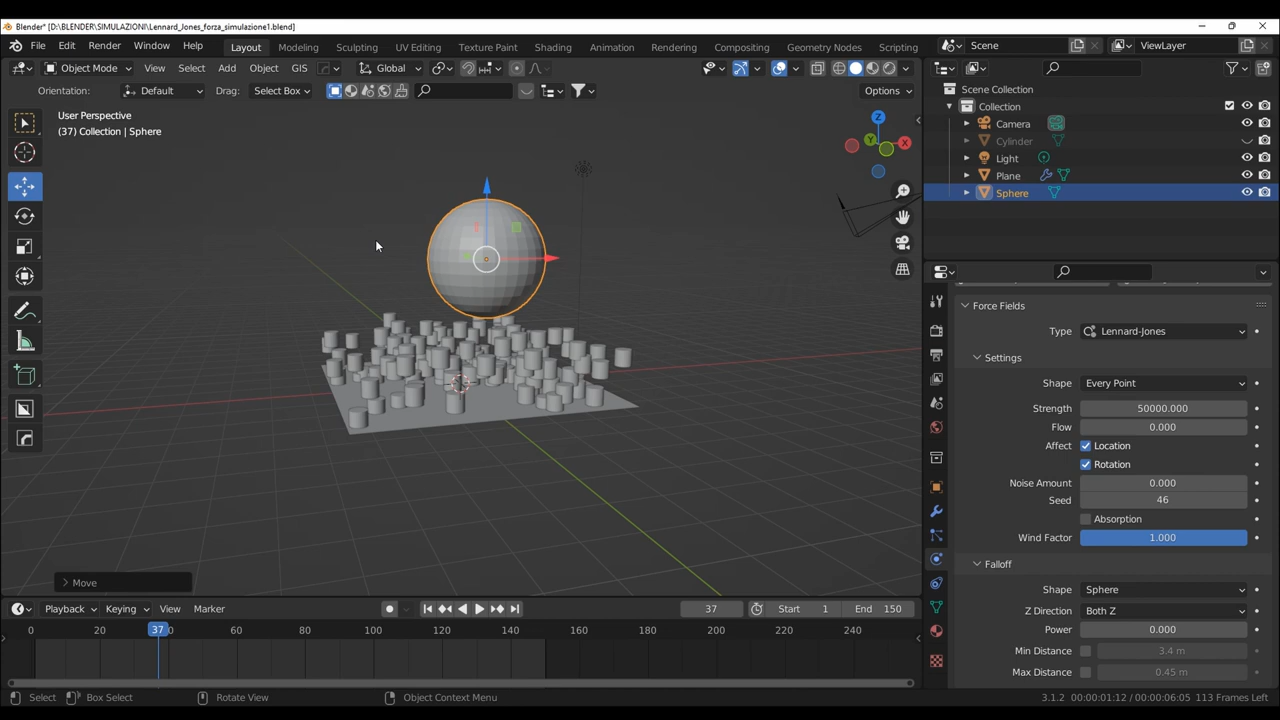 Blender* [D:\BLENDER\SIMULAZIONI\Lennard_Jones_forza_simulazione1.blend]
File Edit Render Window Help Layout Modeling Sculpting UV Editing Texture Paint Shading Animation Rendering Compositing Geometry Nodes Scripting Scene ViewLayer
Object Mode View Select Add Object GIS Global
Orientation: Default Drag: Select Box Options
User Perspective
(37) Collection | Sphere
Z
Y
X
Move
Playback Keying View Marker 37 Start 1 End 150
0 20 37 0 60 80 100 120 140 160 180 200 220 240
Select Box Select Rotate View Object Context Menu 3.1.2 00:00:01:12 / 00:00:06:05 113 Frames Left
Scene Collection
Collection
Camera
Cylinder
Light
Plane
Sphere
Force Fields
Type Lennard-Jones
Settings
Shape Every Point
Strength 50000.000
Flow 0.000
Affect Location
Rotation
Noise Amount 0.000
Seed 46
Absorption
Wind Factor 1.000
Falloff
Shape Sphere
Z Direction Both Z
Power 0.000
Min Distance 3.4 m
Max Distance 0.45 m